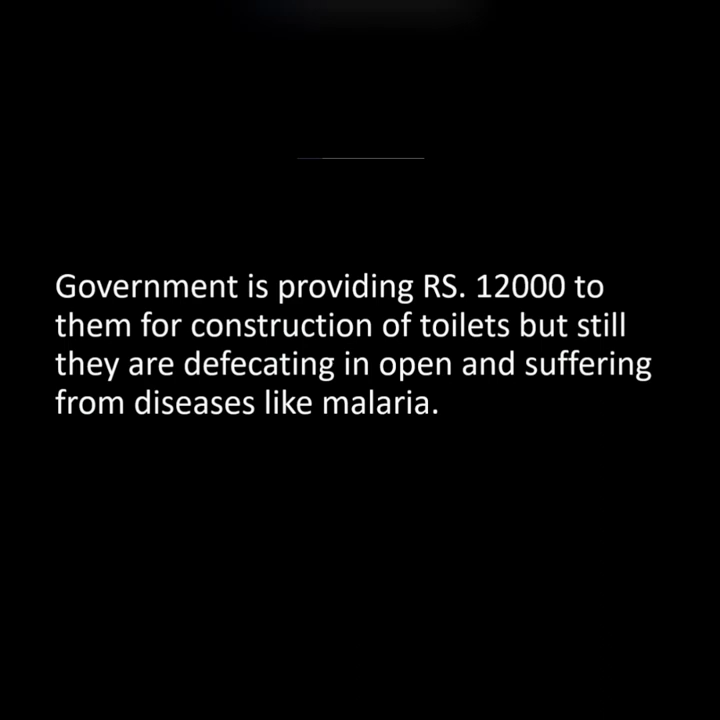 Government is providing RS. 12000 to
them for construction of toilets but still
they are defecating in open and suffering
from diseases like malaria.